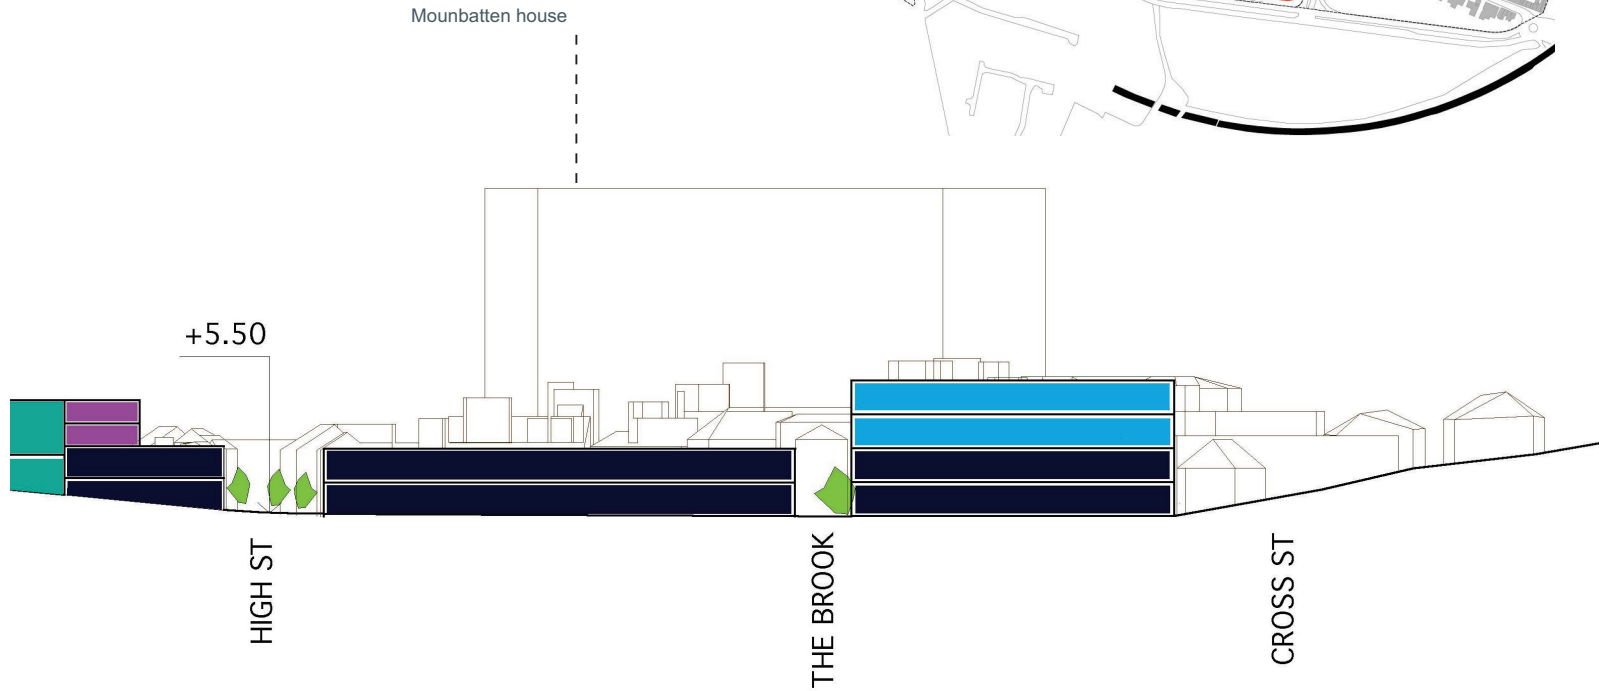 Mounbatten house
+5.50
HIGH ST
THE BROOK
CROSS ST